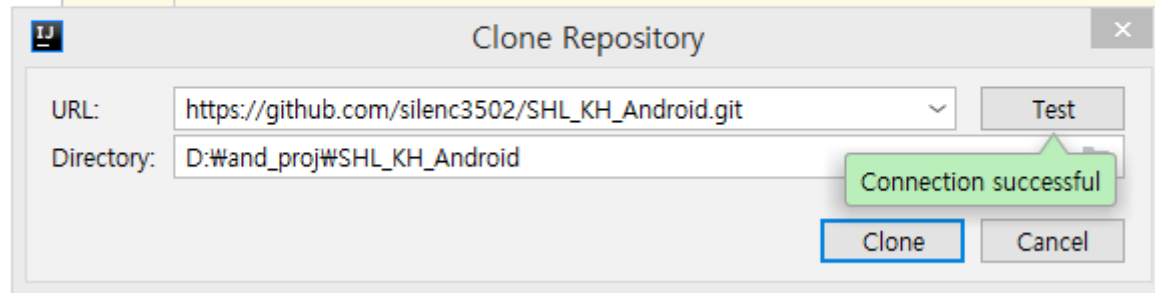 IJ
Clone Repository
URL: https://github.com/silenc3502/SHL_KH_Android.git Test
Directory: D:₩and_proj₩SHL_KH_Android
Connection successful
Clone Cancel